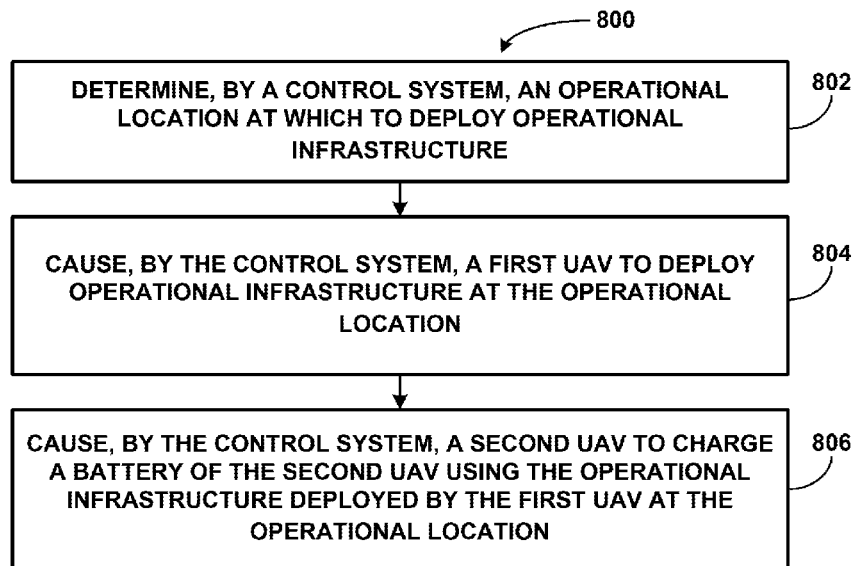 800
DETERMINE, BY A CONTROL SYSTEM, AN OPERATIONAL
LOCATION AT WHICH TO DEPLOY OPERATIONAL
INFRASTRUCTURE
802
CAUSE, BY THE CONTROL SYSTEM, A FIRST UAV TO DEPLOY
OPERATIONAL INFRASTRUCTURE AT THE OPERATIONAL
LOCATION
804
CAUSE, BY THE CONTROL SYSTEM, A SECOND UAV TO CHARGE
A BATTERY OF THE SECOND UAV USING THE OPERATIONAL
INFRASTRUCTURE DEPLOYED BY THE FIRST UAV AT THE
OPERATIONAL LOCATION
806